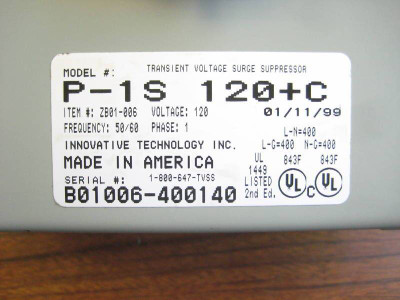 MODEL #: TRANSIENT VOLTAGE SURGE SUPPRESSOR
P-1S 120+C
ITEM #: ZB01-006 VOLTAGE: 120 01/11/99
FREQUENCY: 50/60 PHASE: 1 L-N=400
L-G=400 N-G=400
INNOVATIVE TECHNOLOGY INC.
MADE IN AMERICA
UL 1449 LISTED 2nd Ed.
843F 843F
UL C UL
SERIAL #: 1-800-647-TVSS
B01006-400140